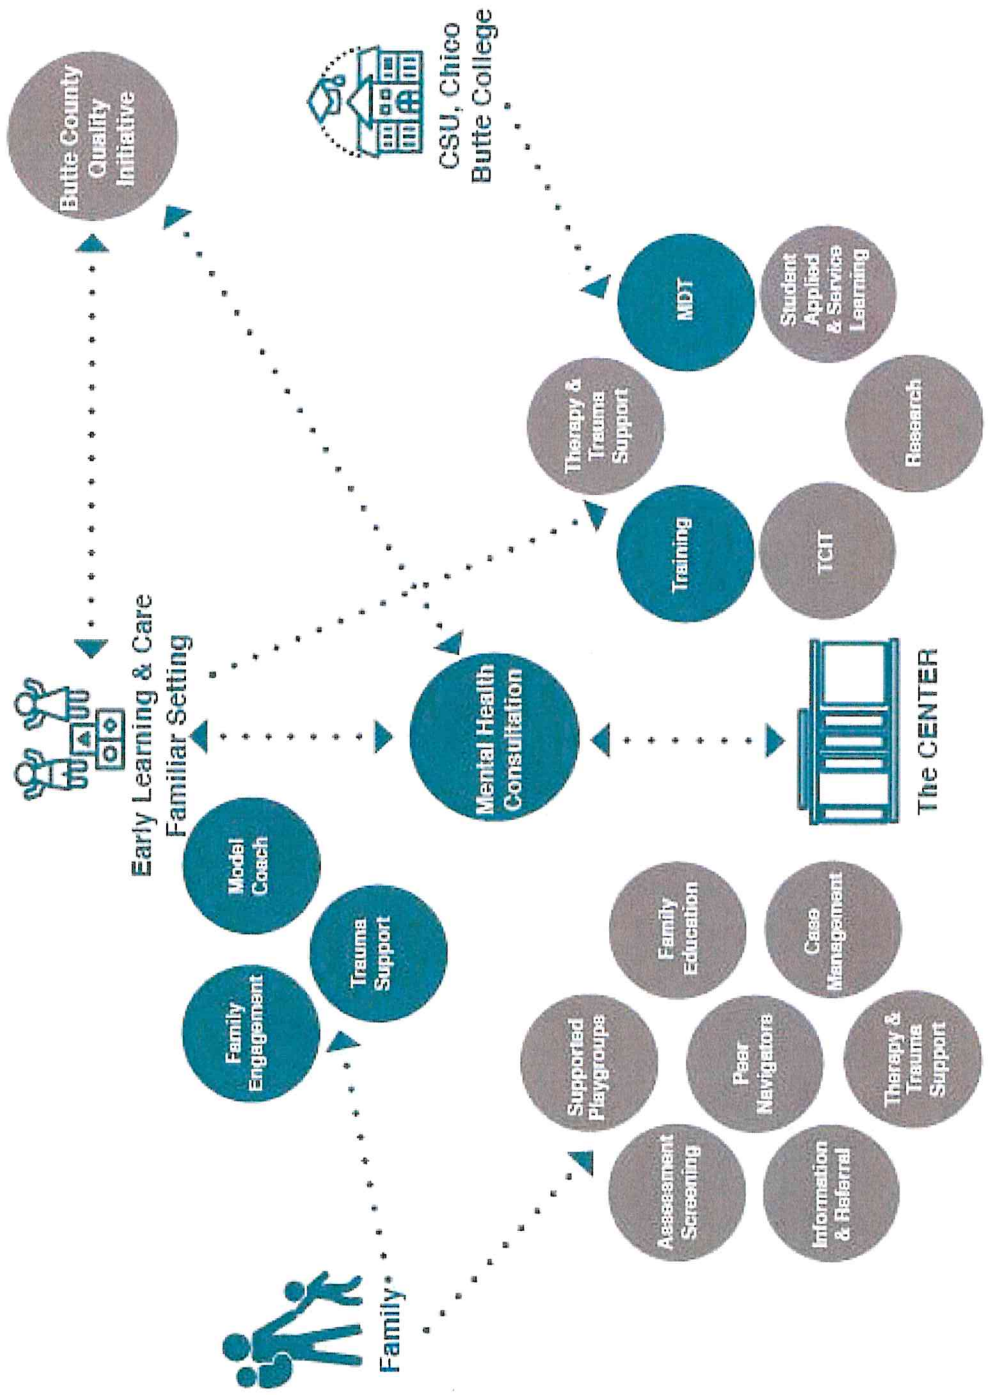 Early Learning & Care
Familiar Setting
Butte County
Quality
Initiative
Family
Family
Engagement
Model
Coach
Trauma
Support
Mental Health
Consultation
CSU, Chico
Butte College
Supported
Playgroups
Assessment
Screening
Family
Education
Peer
Navigators
Information
& Referral
Case
Management
Therapy &
Trauma
Support
The CENTER
Therapy &
Trauma
Support
Training
MDT
TCIT
Student
Applied
& Service
Learning
Research